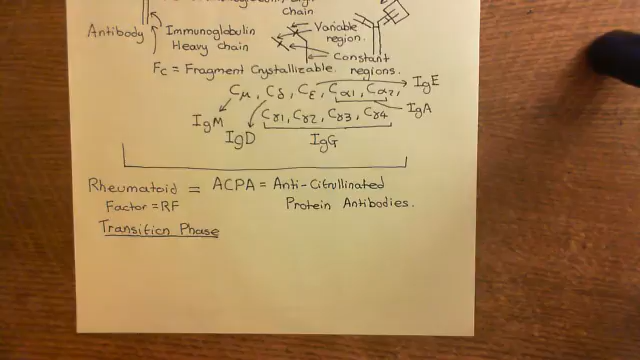 Chain
Antibody
Immunoglobulin
Heavy chain
Variable
region.
Constant
regions.
Fc = Fragment Crystallizable
Cμ, Cδ, Cε, Cα1, Cα2,
IgE
IgM
IgD
Cγ1, Cγ2, Cγ3, Cγ4
IgA
IgG
Rheumatoid = ACPA = Anti-Citrullinated
Factor = RF
Protein Antibodies.
Transition Phase